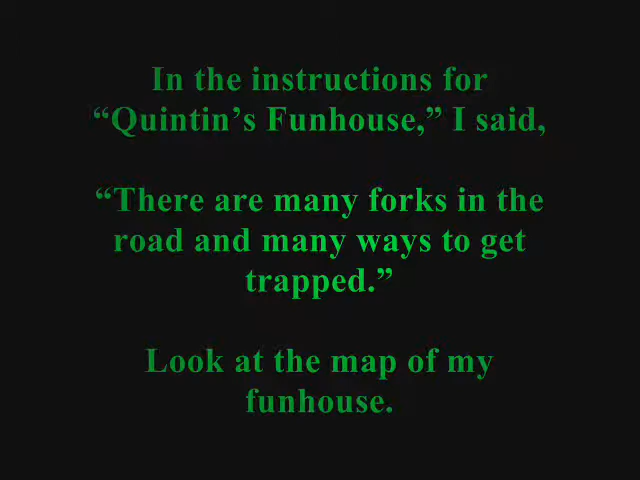 In the instructions for
“Quintin’s Funhouse,” I said,
“There are many forks in the
road and many ways to get
trapped.”
Look at the map of my
funhouse.